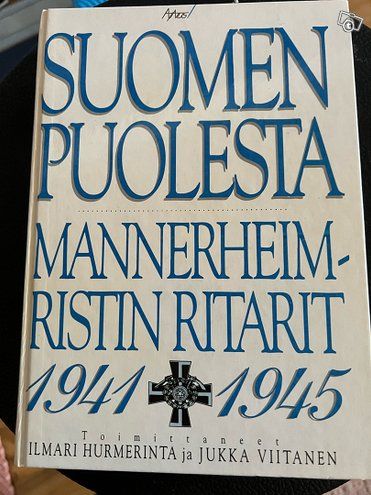 Ajatus
SUOMEN
PUOLESTA
MANNERHEIM-
RISTIN RITARIT
1941 1945
Toimittaneet
ILMARI HURMERINTA ja JUKKA VIITANEN